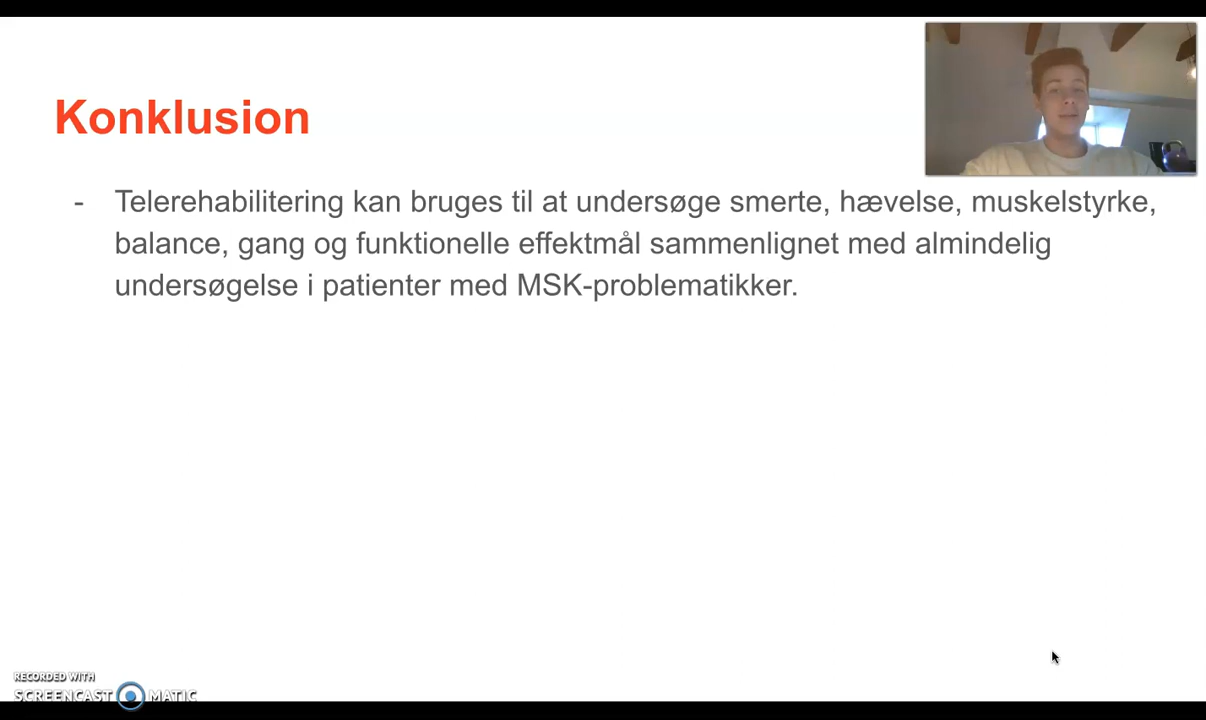 Konklusion
- Telerehabilitering kan bruges til at undersøge smerte, hævelse, muskelstyrke,
balance, gang og funktionelle effektmål sammenlignet med almindelig
undersøgelse i patienter med MSK-problematikker.
RECORDED WITH
SCREENCAST MATIC